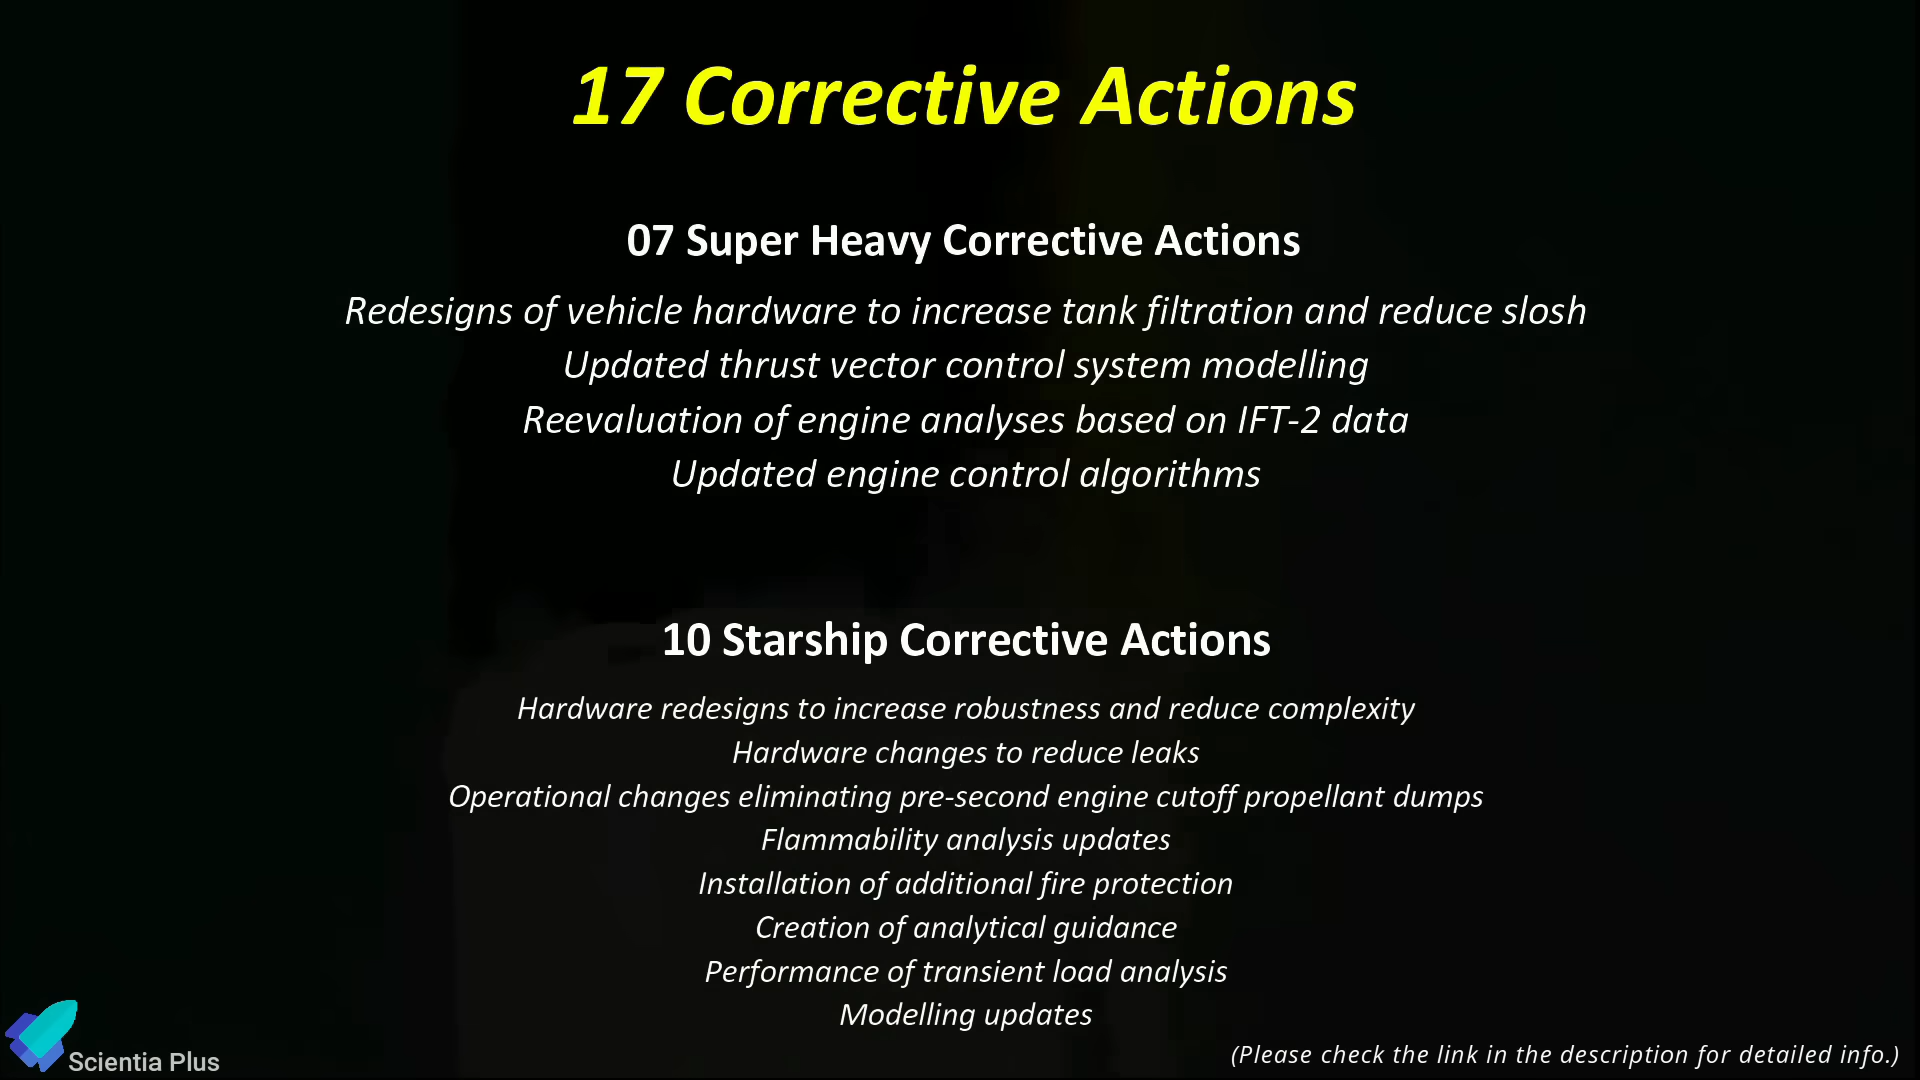 17 Corrective Actions
07 Super Heavy Corrective Actions
Redesigns of vehicle hardware to increase tank filtration and reduce slosh
Updated thrust vector control system modelling
Reevaluation of engine analyses based on IFT-2 data
Updated engine control algorithms
10 Starship Corrective Actions
Hardware redesigns to increase robustness and reduce complexity
Hardware changes to reduce leaks
Operational changes eliminating pre-second engine cutoff propellant dumps
Flammability analysis updates
Installation of additional fire protection
Creation of analytical guidance
Performance of transient load analysis
Modelling updates
(Please check the link in the description for detailed info.)
Scientia Plus